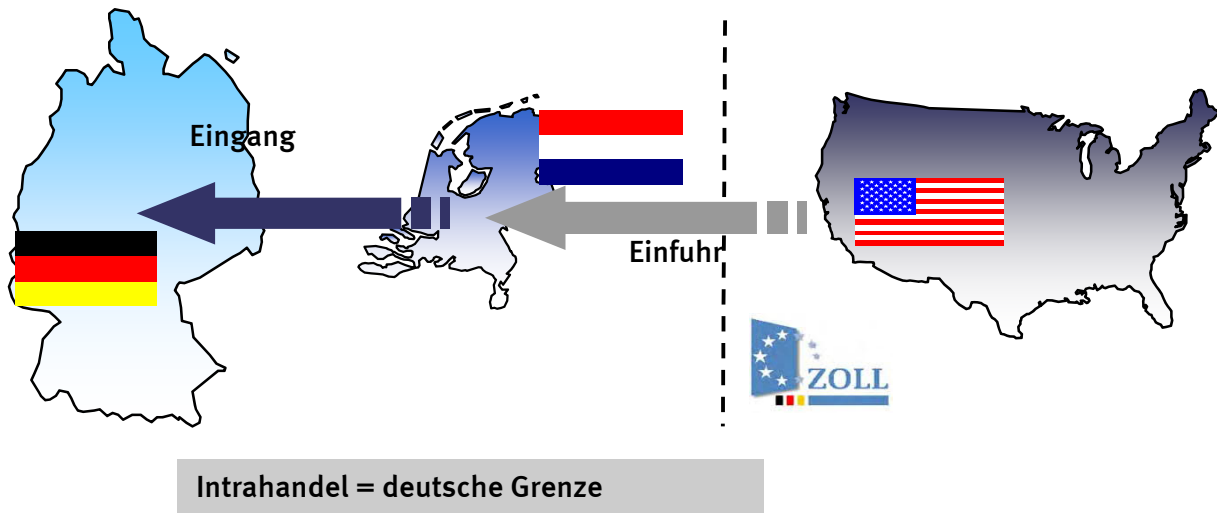 Eingang
Einfuhr
ZOLL
Intrahandel = deutsche Grenze